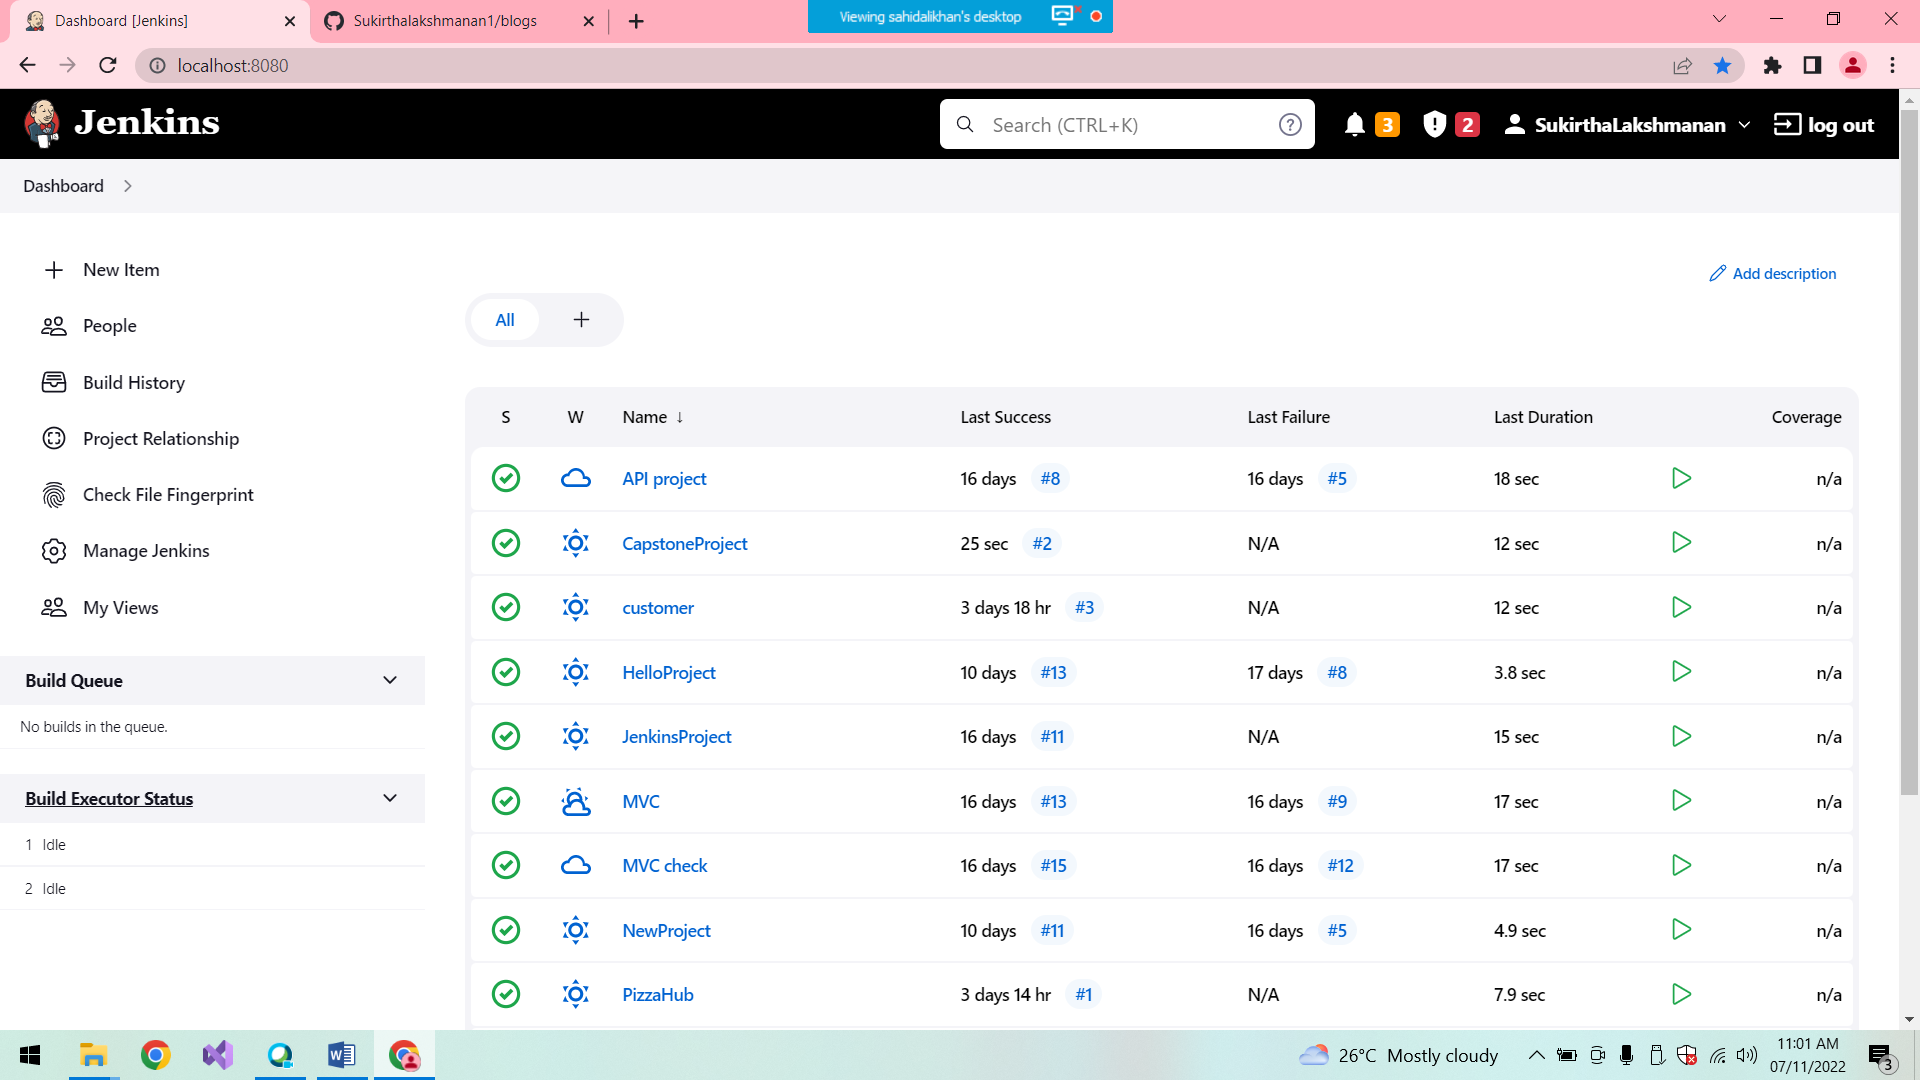 Dashboard [Jenkins]
Sukirthalakshmanan1/blogs
Viewing sahidalikhan's desktop
localhost:8080
Jenkins
Search (CTRL+K)
3
2
SukirthaLakshmanan
log out
Dashboard
New Item
People
Build History
Project Relationship
Check File Fingerprint
Manage Jenkins
My Views
Build Queue
No builds in the queue.
Build Executor Status
1 Idle
2 Idle
Add description
All
S W Name ↓ Last Success Last Failure Last Duration Coverage
API project 16 days #8 16 days #5 18 sec n/a
CapstoneProject 25 sec #2 N/A 12 sec n/a
customer 3 days 18 hr #3 N/A 12 sec n/a
HelloProject 10 days #13 17 days #8 3.8 sec n/a
JenkinsProject 16 days #11 N/A 15 sec n/a
MVC 16 days #13 16 days #9 17 sec n/a
MVC check 16 days #15 16 days #12 17 sec n/a
NewProject 10 days #11 16 days #5 4.9 sec n/a
PizzaHub 3 days 14 hr #1 N/A 7.9 sec n/a
26°C Mostly cloudy
11:01 AM
07/11/2022
3